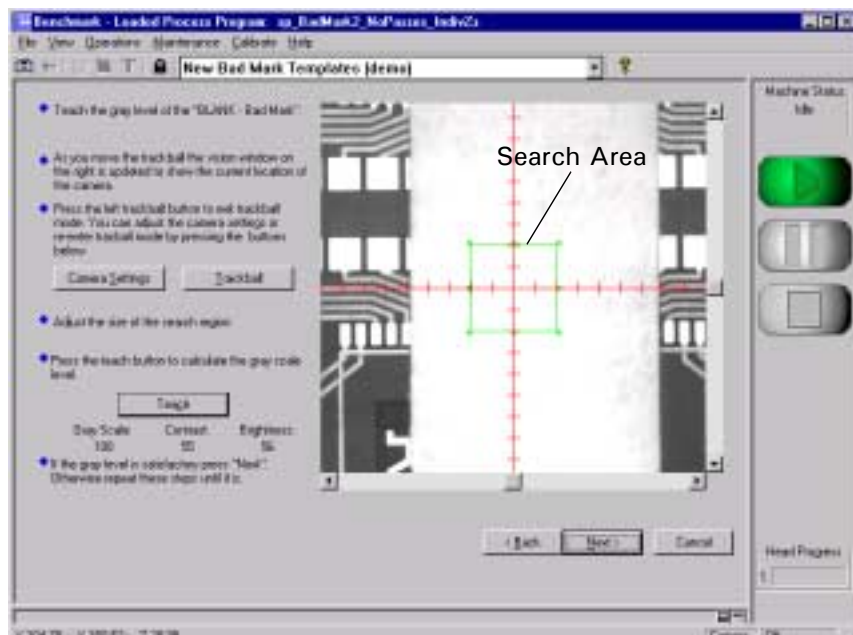 Benchmark - Loaded Process Program: sp_BadMark2_NoPasses_IndivZs
File View Operations Maintenance Calibrate Help
New Bad Mark Templates (demo)
Machine Status
Idle
Teach the gray level of the "BLANK - Bad Mark".
As you move the trackball the vision window on
the right is updated to show the current location of
the camera.
Press the left trackball button to exit trackball
mode. You can adjust the camera settings or
re-enter trackball mode by pressing the buttons
below.
Camera Settings
Trackball
Adjust the size of the search region.
Press the teach button to calculate the gray scale
level.
Teach
Gray Scale Contrast Brightness
100
If the gray level is satisfactory press "Next".
Otherwise repeat these steps until it is.
Search Area
< Back
Next >
Cancel
Head Progress
1